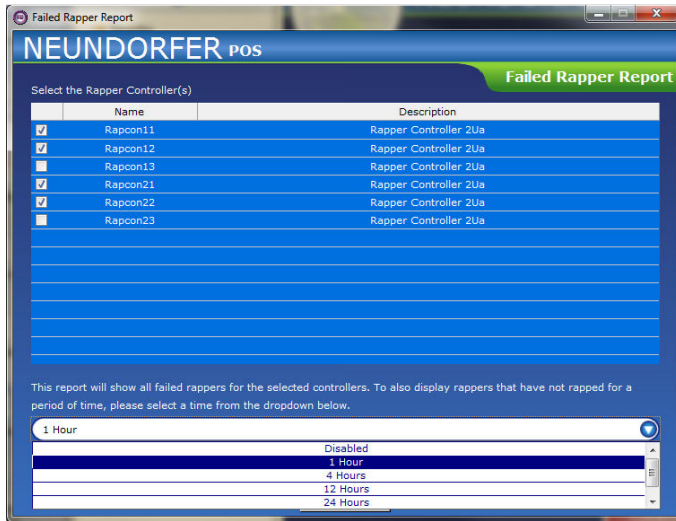 Failed Rapper Report
NEUNDORFER POS
Failed Rapper Report
Select the Rapper Controller(s)
Name Description
Rapcon11 Rapper Controller 2Ua
Rapcon12 Rapper Controller 2Ua
Rapcon13 Rapper Controller 2Ua
Rapcon21 Rapper Controller 2Ua
Rapcon22 Rapper Controller 2Ua
Rapcon23 Rapper Controller 2Ua
This report will show all failed rappers for the selected controllers. To also display rappers that have not rapped for a
period of time, please select a time from the dropdown below.
1 Hour
Disabled
1 Hour
4 Hours
12 Hours
24 Hours